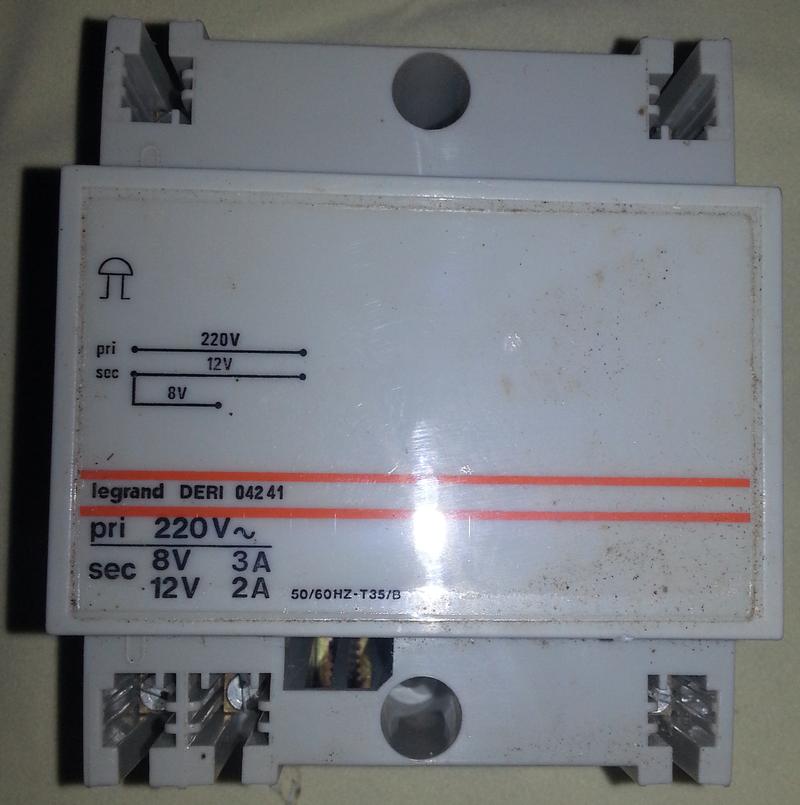 pri 220V
sec 12V
8V
legrand DERI 04241
pri 220V~
sec 8V 3A
12V 2A 50/60HZ-T35/B